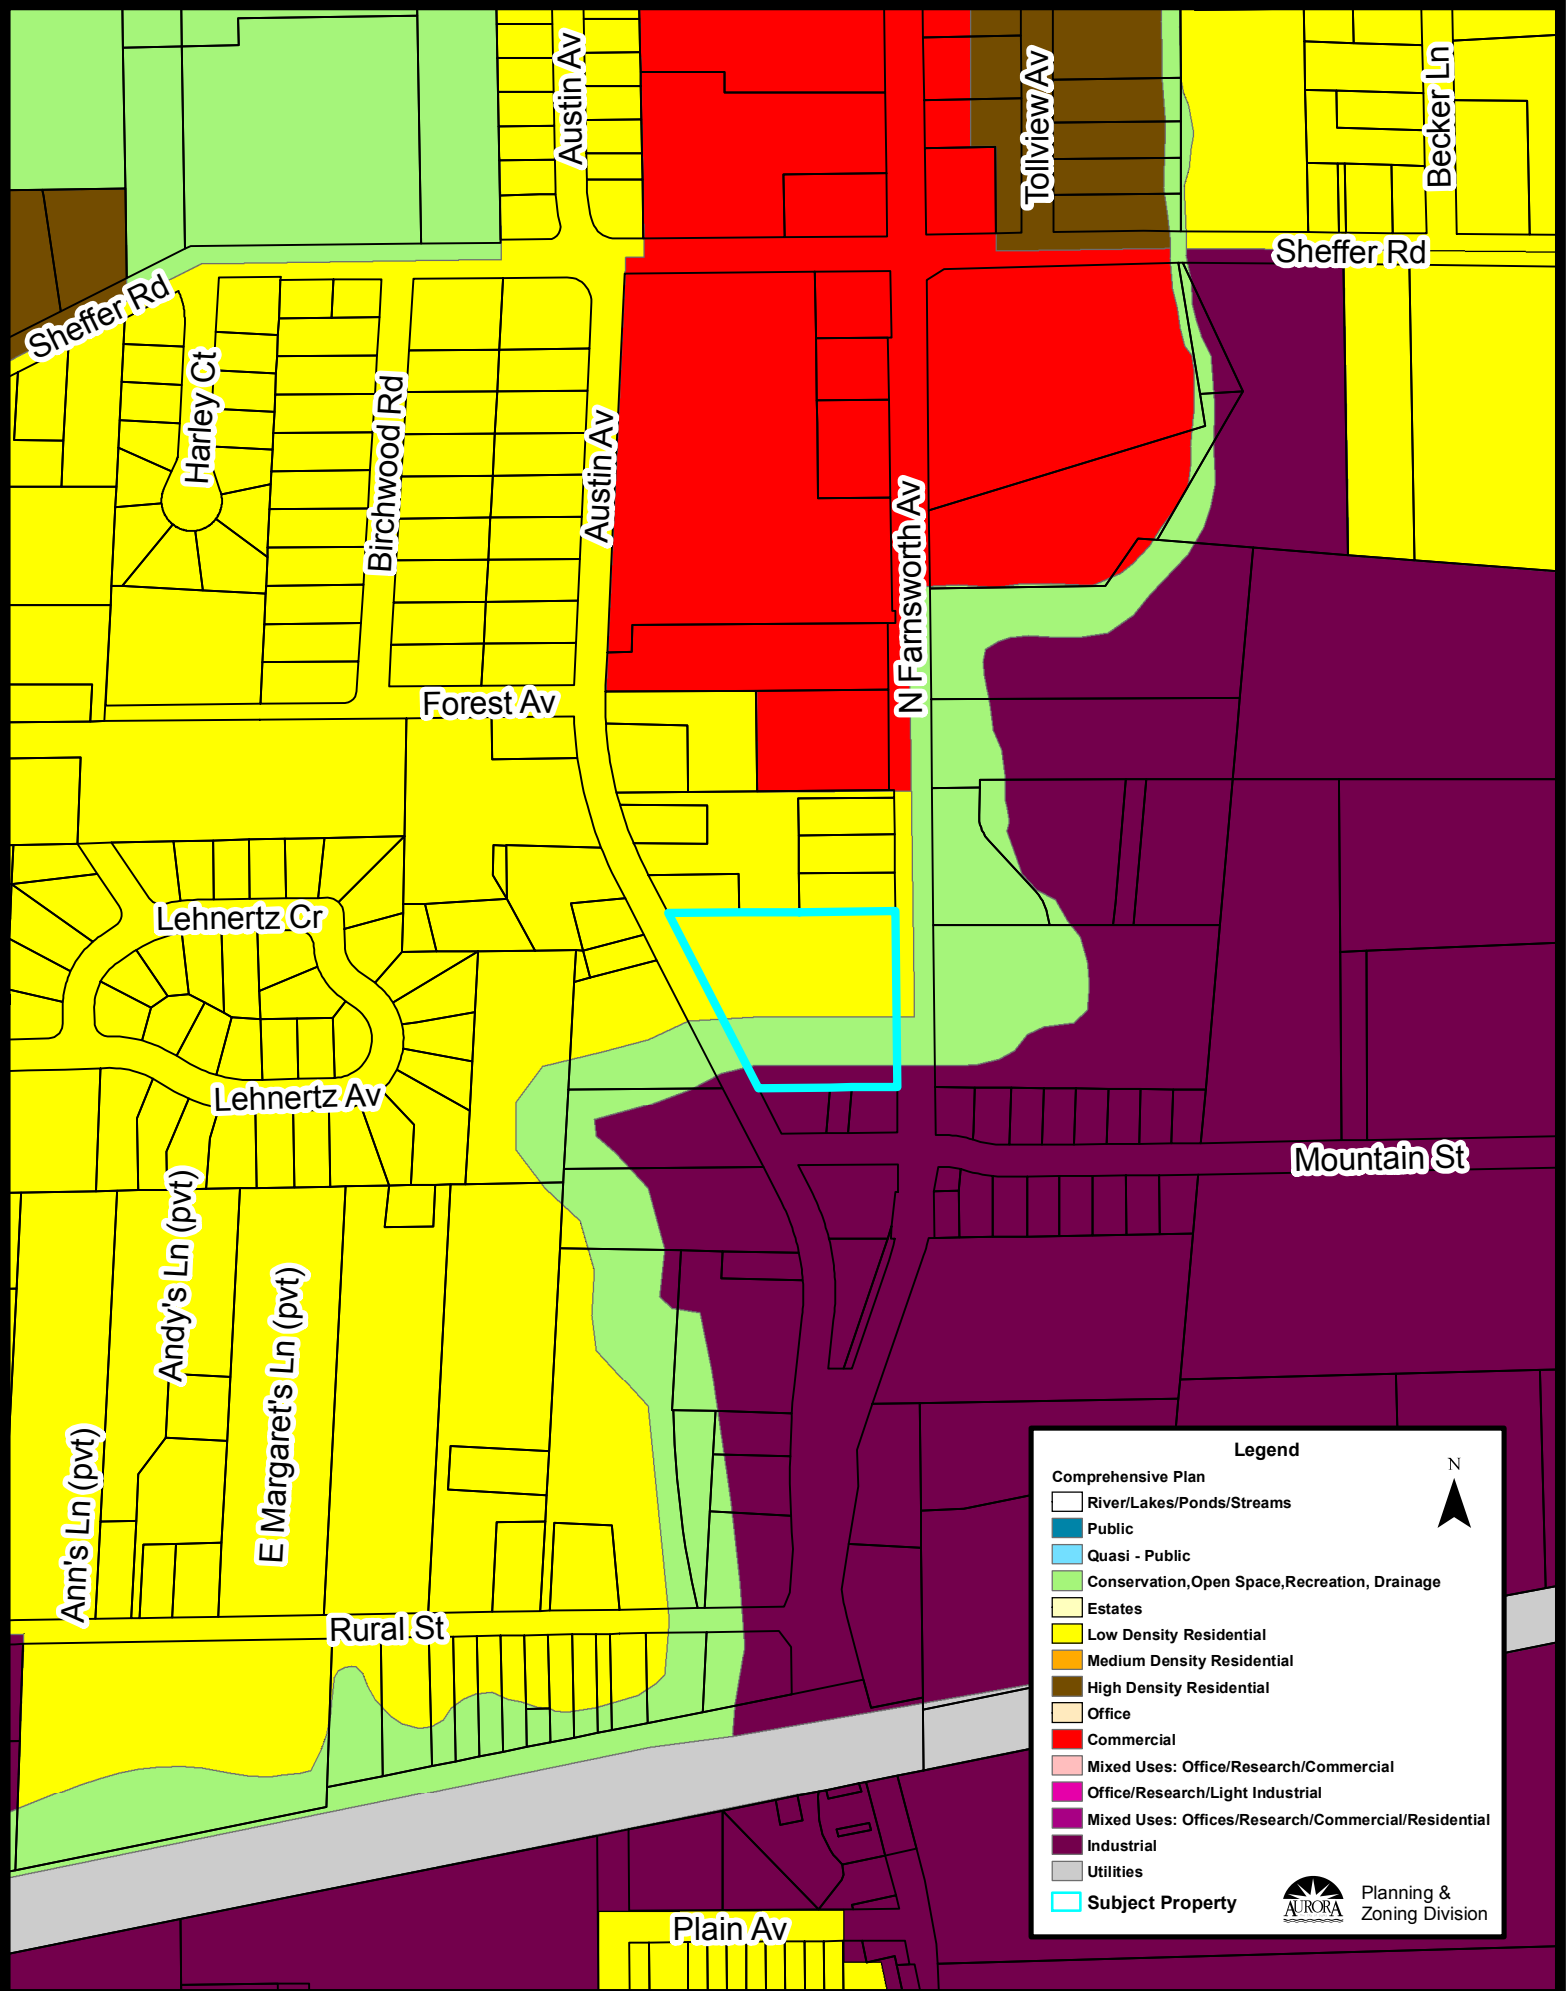 Austin Av
Tollview Av
Becker Ln
Sheffer Rd
Sheffer Rd
Harley Ct
Birchwood Rd
Austin Av
N Farnsworth Av
Forest Av
Lehnertz Cr
Lehnertz Av
Mountain St
Andy's Ln (pvt)
E Margaret's Ln (pvt)
Ann's Ln (pvt)
Rural St
Plain Av
Legend
Comprehensive Plan
N
River/Lakes/Ponds/Streams
Public
Quasi - Public
Conservation,Open Space,Recreation, Drainage
Estates
Low Density Residential
Medium Density Residential
High Density Residential
Office
Commercial
Mixed Uses: Office/Research/Commercial
Office/Research/Light Industrial
Mixed Uses: Offices/Research/Commercial/Residential
Industrial
Utilities
Subject Property
AURORA
Planning &
Zoning Division